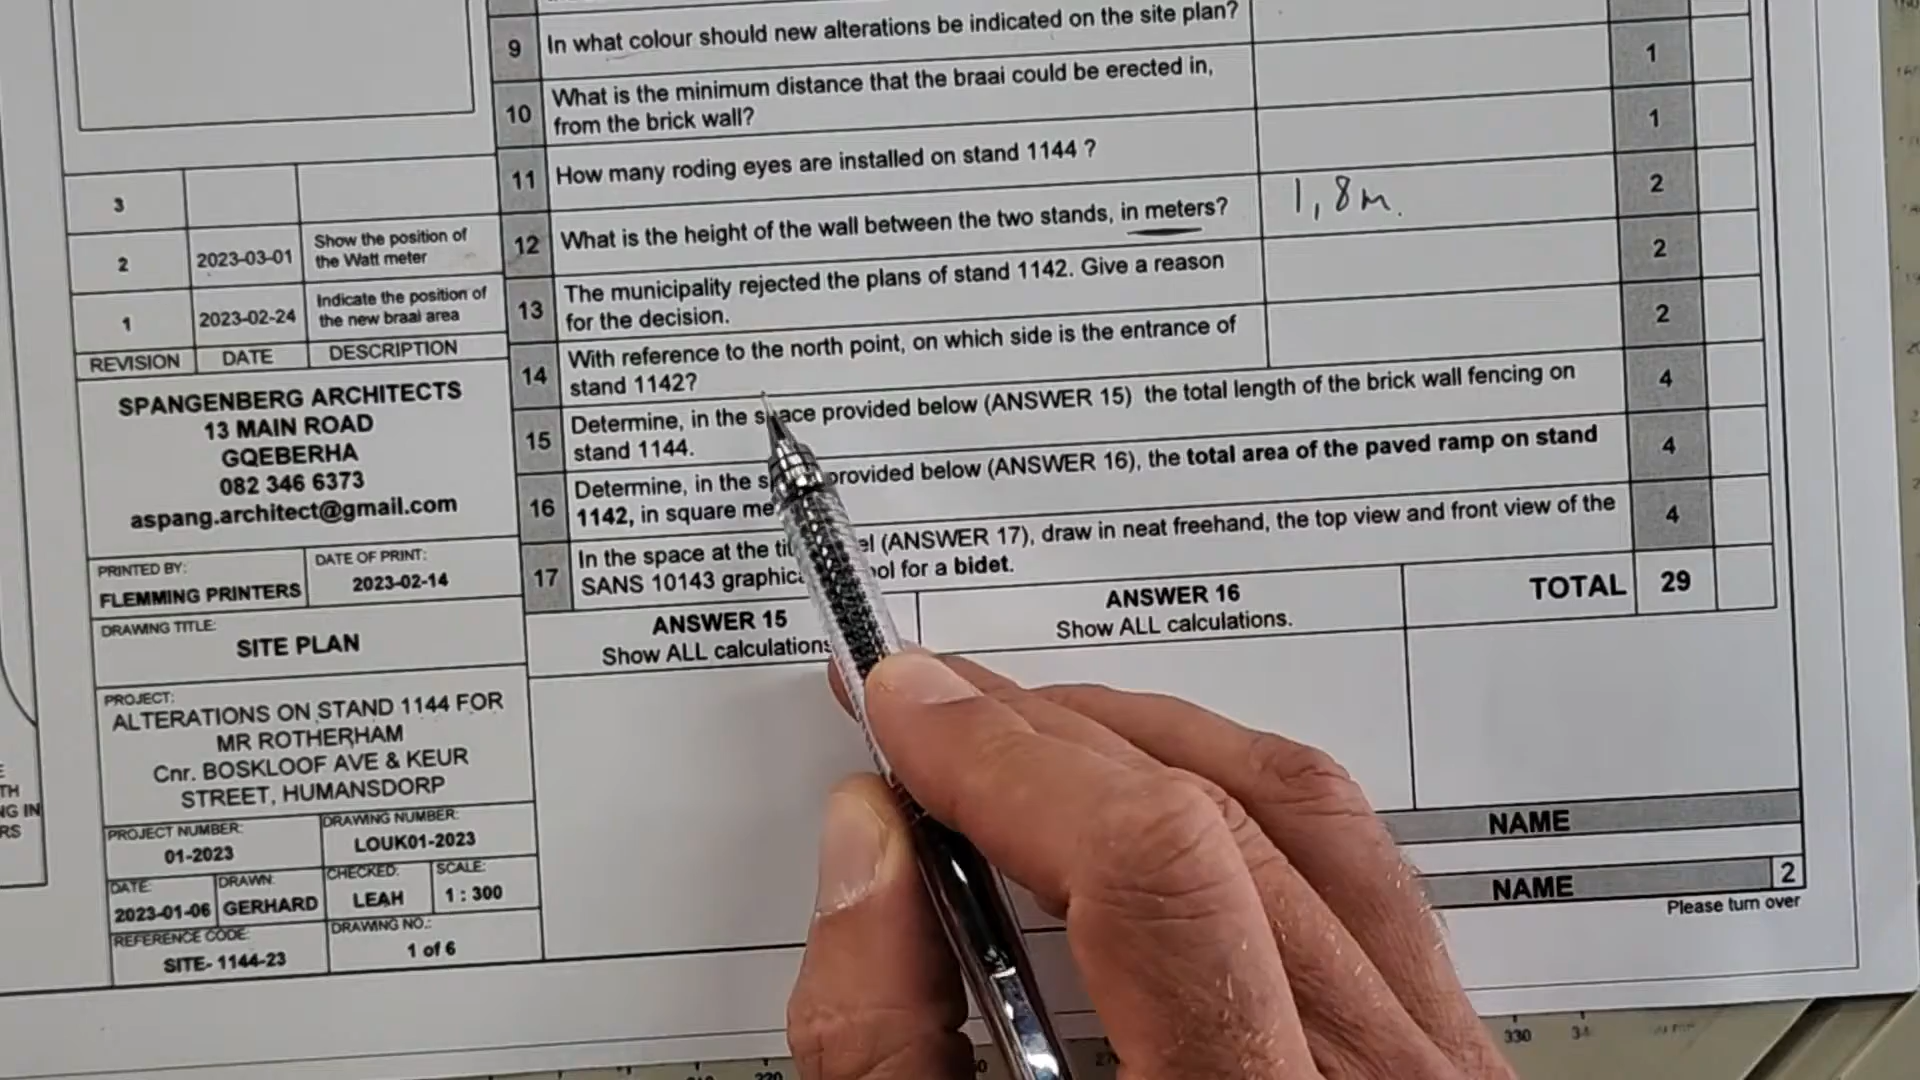 9 In what colour should new alterations be indicated on the site plan?
1
10 What is the minimum distance that the braai could be erected in,
from the brick wall?
1
11 How many roding eyes are installed on stand 1144 ?
2
12 What is the height of the wall between the two stands, in meters?
1,8m.
2
13 The municipality rejected the plans of stand 1142. Give a reason
for the decision.
2
14 With reference to the north point, on which side is the entrance of
stand 1142?
4
15 Determine, in the space provided below (ANSWER 15) the total length of the brick wall fencing on
stand 1144.
4
16 Determine, in the provided below (ANSWER 16), the total area of the paved ramp on stand
1142, in square
4
17 In the space at the (ANSWER 17), draw in neat freehand, the top view and front view of the
SANS 10143 for a bidet.
TOTAL 29
ANSWER 15
Show ALL calculations
ANSWER 16
Show ALL calculations.
NAME
NAME
2
Please turn over
3
2 2023-03-01 Show the position of
the Watt meter
1 2023-02-24 Indicate the position of
the new braai area
REVISION DATE DESCRIPTION
SPANGENBERG ARCHITECTS
13 MAIN ROAD
GQEBERHA
082 346 6373
aspang.architect@gmail.com
PRINTED BY:
FLEMMING PRINTERS
DATE OF PRINT:
2023-02-14
DRAWING TITLE:
SITE PLAN
PROJECT:
ALTERATIONS ON STAND 1144 FOR
MR ROTHERHAM
Cnr. BOSKLOOF AVE & KEUR
STREET, HUMANSDORP
PROJECT NUMBER:
01-2023
DRAWING NUMBER:
LOUK01-2023
DATE:
2023-01-06
DRAWN:
GERHARD
CHECKED:
LEAH
SCALE:
1 : 300
REFERENCE CODE:
SITE- 1144-23
DRAWING NO.:
1 of 6
330